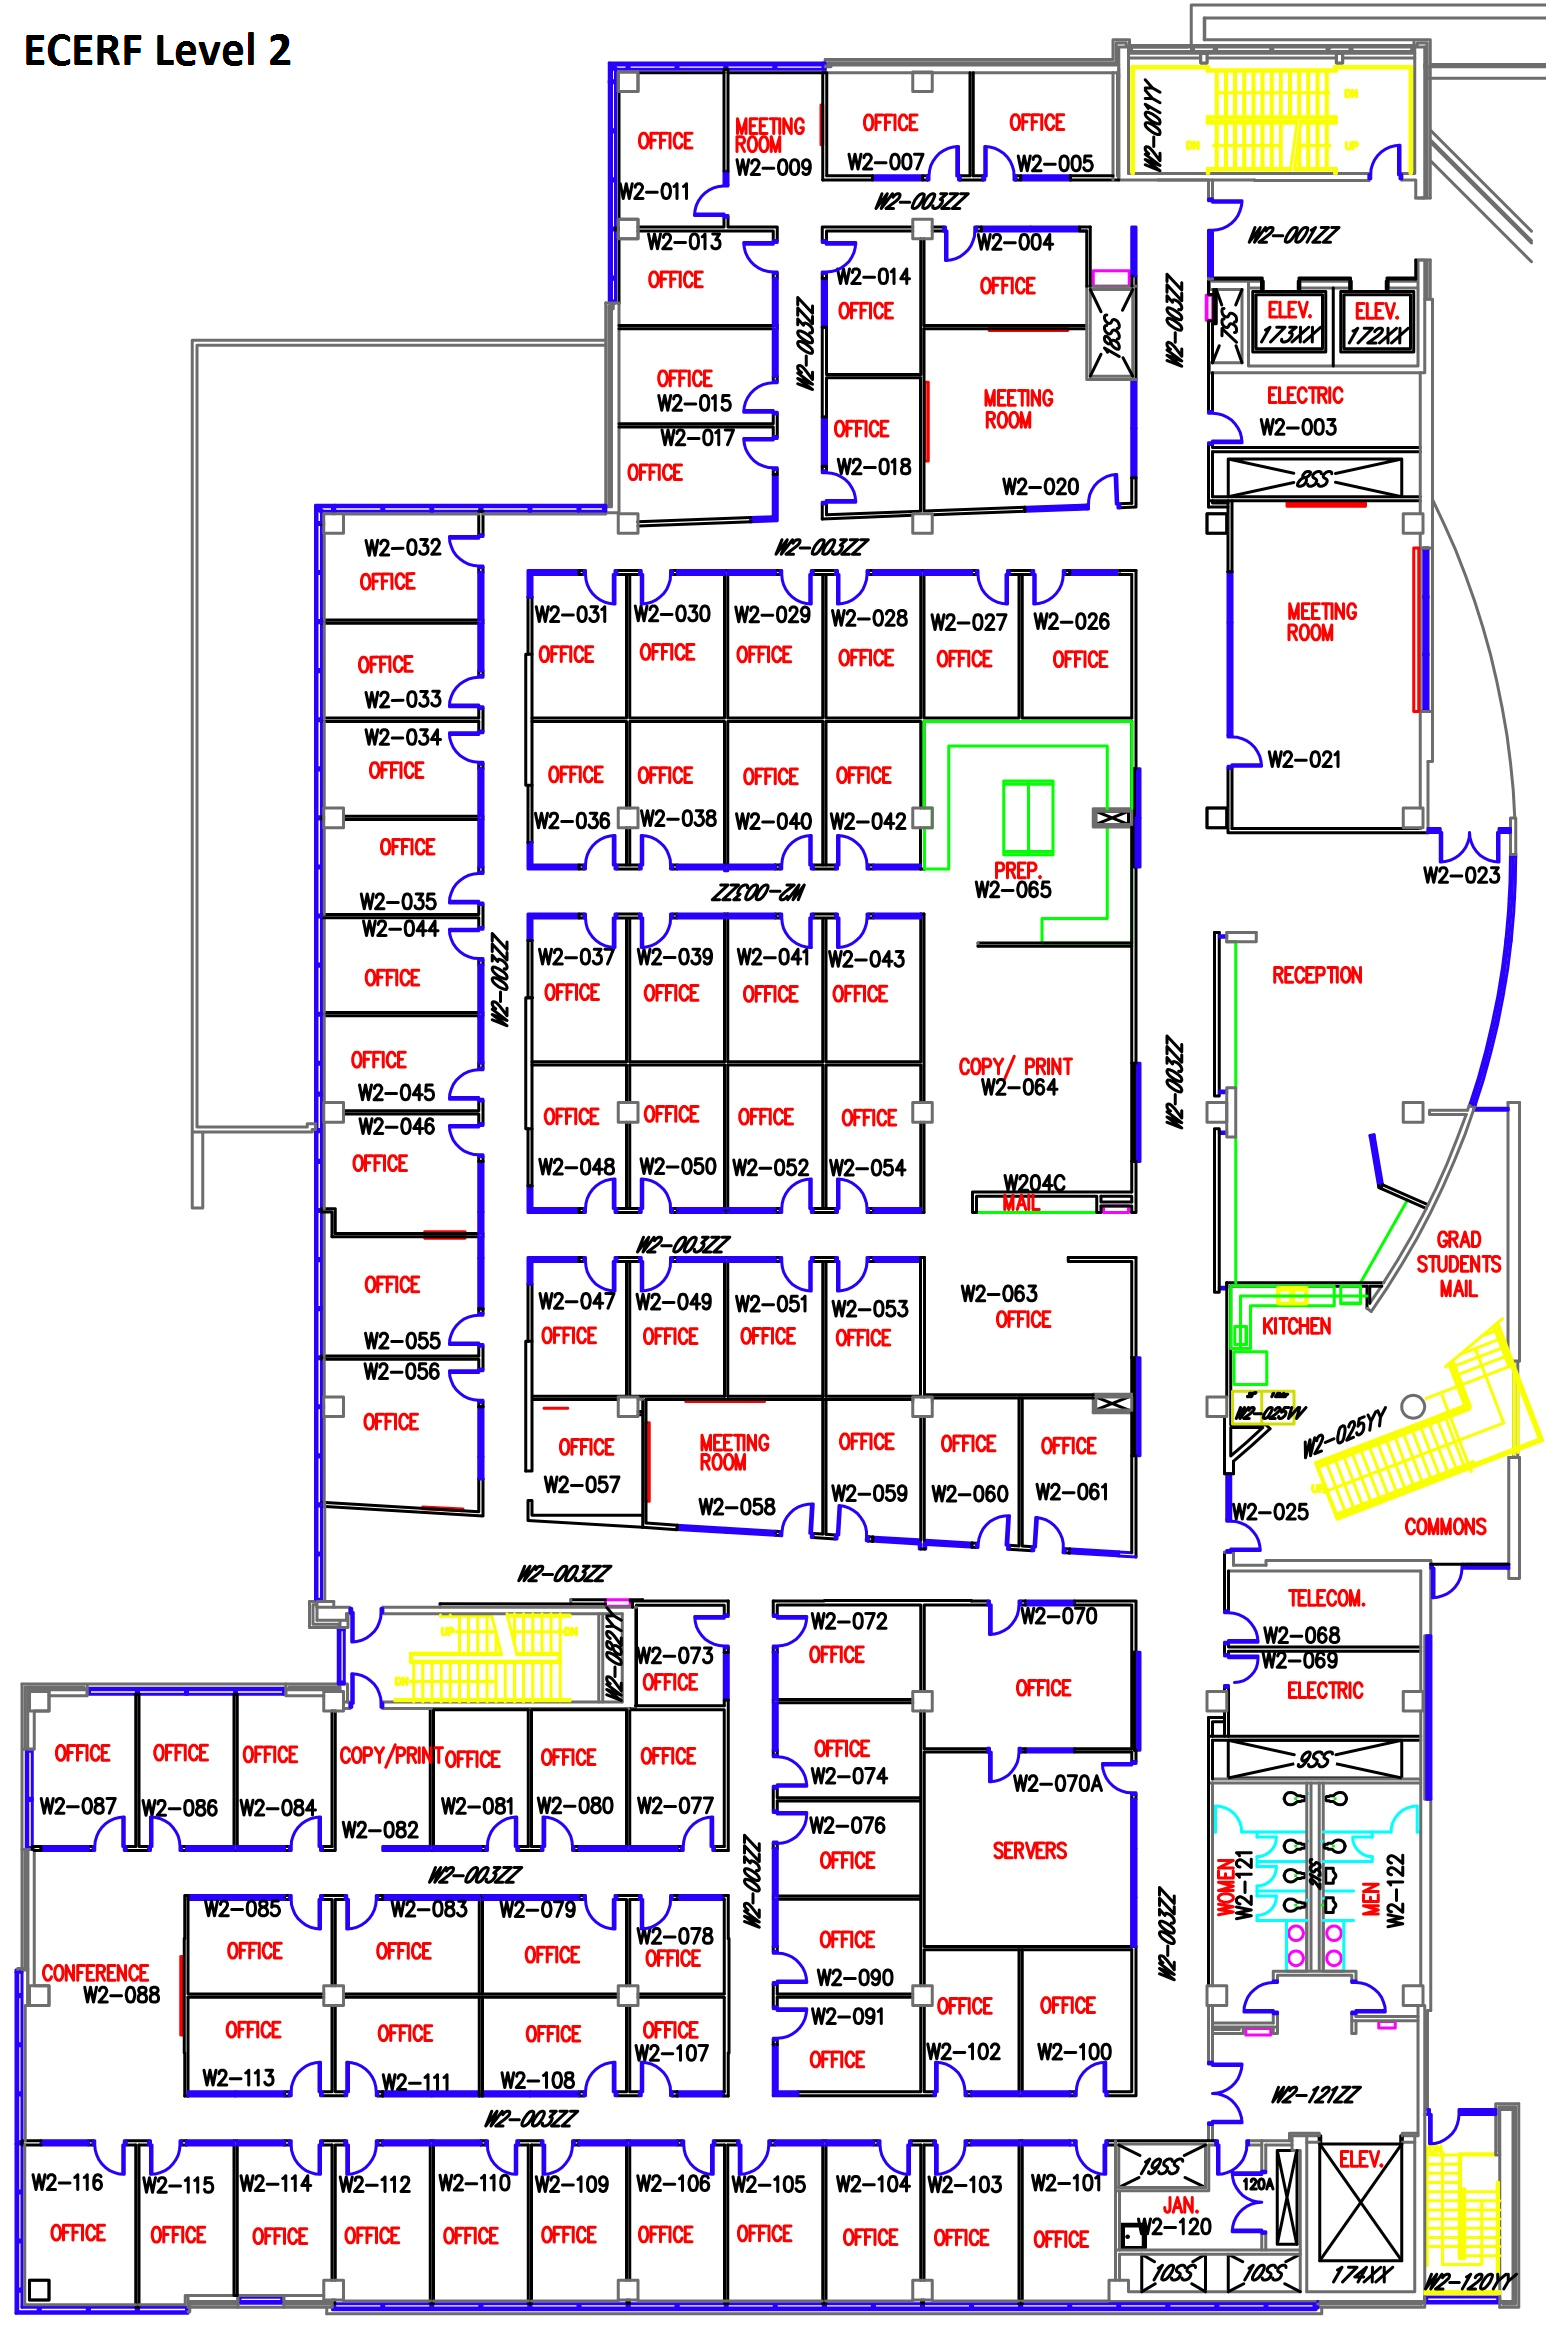 ECERF Level 2
OFFICE
W2-011
MEETING
ROOM
W2-009
OFFICE
W2-007
OFFICE
W2-005
W2-001YY
DN
DN
UP
W2-003ZZ
W2-001ZZ
W2-013
OFFICE
W2-014
OFFICE
W2-004
OFFICE
18SS
W2-003ZZ
W2-003ZZ
7SS
ELEV.
173XX
ELEV.
172XX
OFFICE
W2-015
W2-017
OFFICE
OFFICE
W2-018
MEETING
ROOM
W2-020
ELECTRIC
W2-003
8SS
W2-003ZZ
W2-032
OFFICE
OFFICE
W2-033
W2-034
OFFICE
OFFICE
W2-035
W2-044
OFFICE
OFFICE
W2-045
W2-046
OFFICE
OFFICE
W2-055
W2-056
OFFICE
W2-031
OFFICE
W2-030
OFFICE
W2-029
OFFICE
W2-028
OFFICE
W2-027
OFFICE
W2-026
OFFICE
MEETING
ROOM
W2-021
OFFICE
W2-036
OFFICE
W2-038
OFFICE
W2-040
OFFICE
W2-042
PREP.
W2-065
W2-023
W2-003ZZ
W2-003ZZ
W2-037
OFFICE
W2-039
OFFICE
W2-041
OFFICE
W2-043
OFFICE
RECEPTION
COPY/ PRINT
W2-064
W2-003ZZ
OFFICE
W2-048
OFFICE
W2-050
OFFICE
W2-052
OFFICE
W2-054
W204C
MAIL
W2-003ZZ
GRAD
STUDENTS
MAIL
W2-047
OFFICE
W2-049
OFFICE
W2-051
OFFICE
W2-053
OFFICE
W2-063
OFFICE
KITCHEN
W2-025VV
W2-025YY
UP
W2-025
COMMONS
OFFICE
W2-057
MEETING
ROOM
W2-058
OFFICE
W2-059
OFFICE
W2-060
OFFICE
W2-061
W2-003ZZ
UP
DN
DN
W2-082YY
W2-073
OFFICE
W2-072
OFFICE
W2-070
OFFICE
TELECOM.
W2-068
W2-069
ELECTRIC
9SS
OFFICE
W2-087
OFFICE
W2-086
OFFICE
W2-084
COPY/PRINT
W2-082
OFFICE
W2-081
OFFICE
W2-080
OFFICE
W2-077
OFFICE
W2-074
W2-070A
SERVERS
W2-076
OFFICE
W2-003ZZ
W2-003ZZ
WOMEN
W2-121
21SS
MEN
W2-122
W2-085
OFFICE
W2-083
OFFICE
W2-079
OFFICE
W2-078
OFFICE
OFFICE
W2-090
W2-003ZZ
CONFERENCE
W2-088
OFFICE
W2-113
OFFICE
W2-111
OFFICE
W2-108
OFFICE
W2-107
W2-091
OFFICE
OFFICE
W2-102
OFFICE
W2-100
W2-003ZZ
W2-121ZZ
W2-116
OFFICE
W2-115
OFFICE
W2-114
OFFICE
W2-112
OFFICE
W2-110
OFFICE
W2-109
OFFICE
W2-106
OFFICE
W2-105
OFFICE
W2-104
OFFICE
W2-103
OFFICE
W2-101
OFFICE
19SS
JAN.
W2-120
120A
10SS
10SS
ELEV.
174XX
W2-120YY